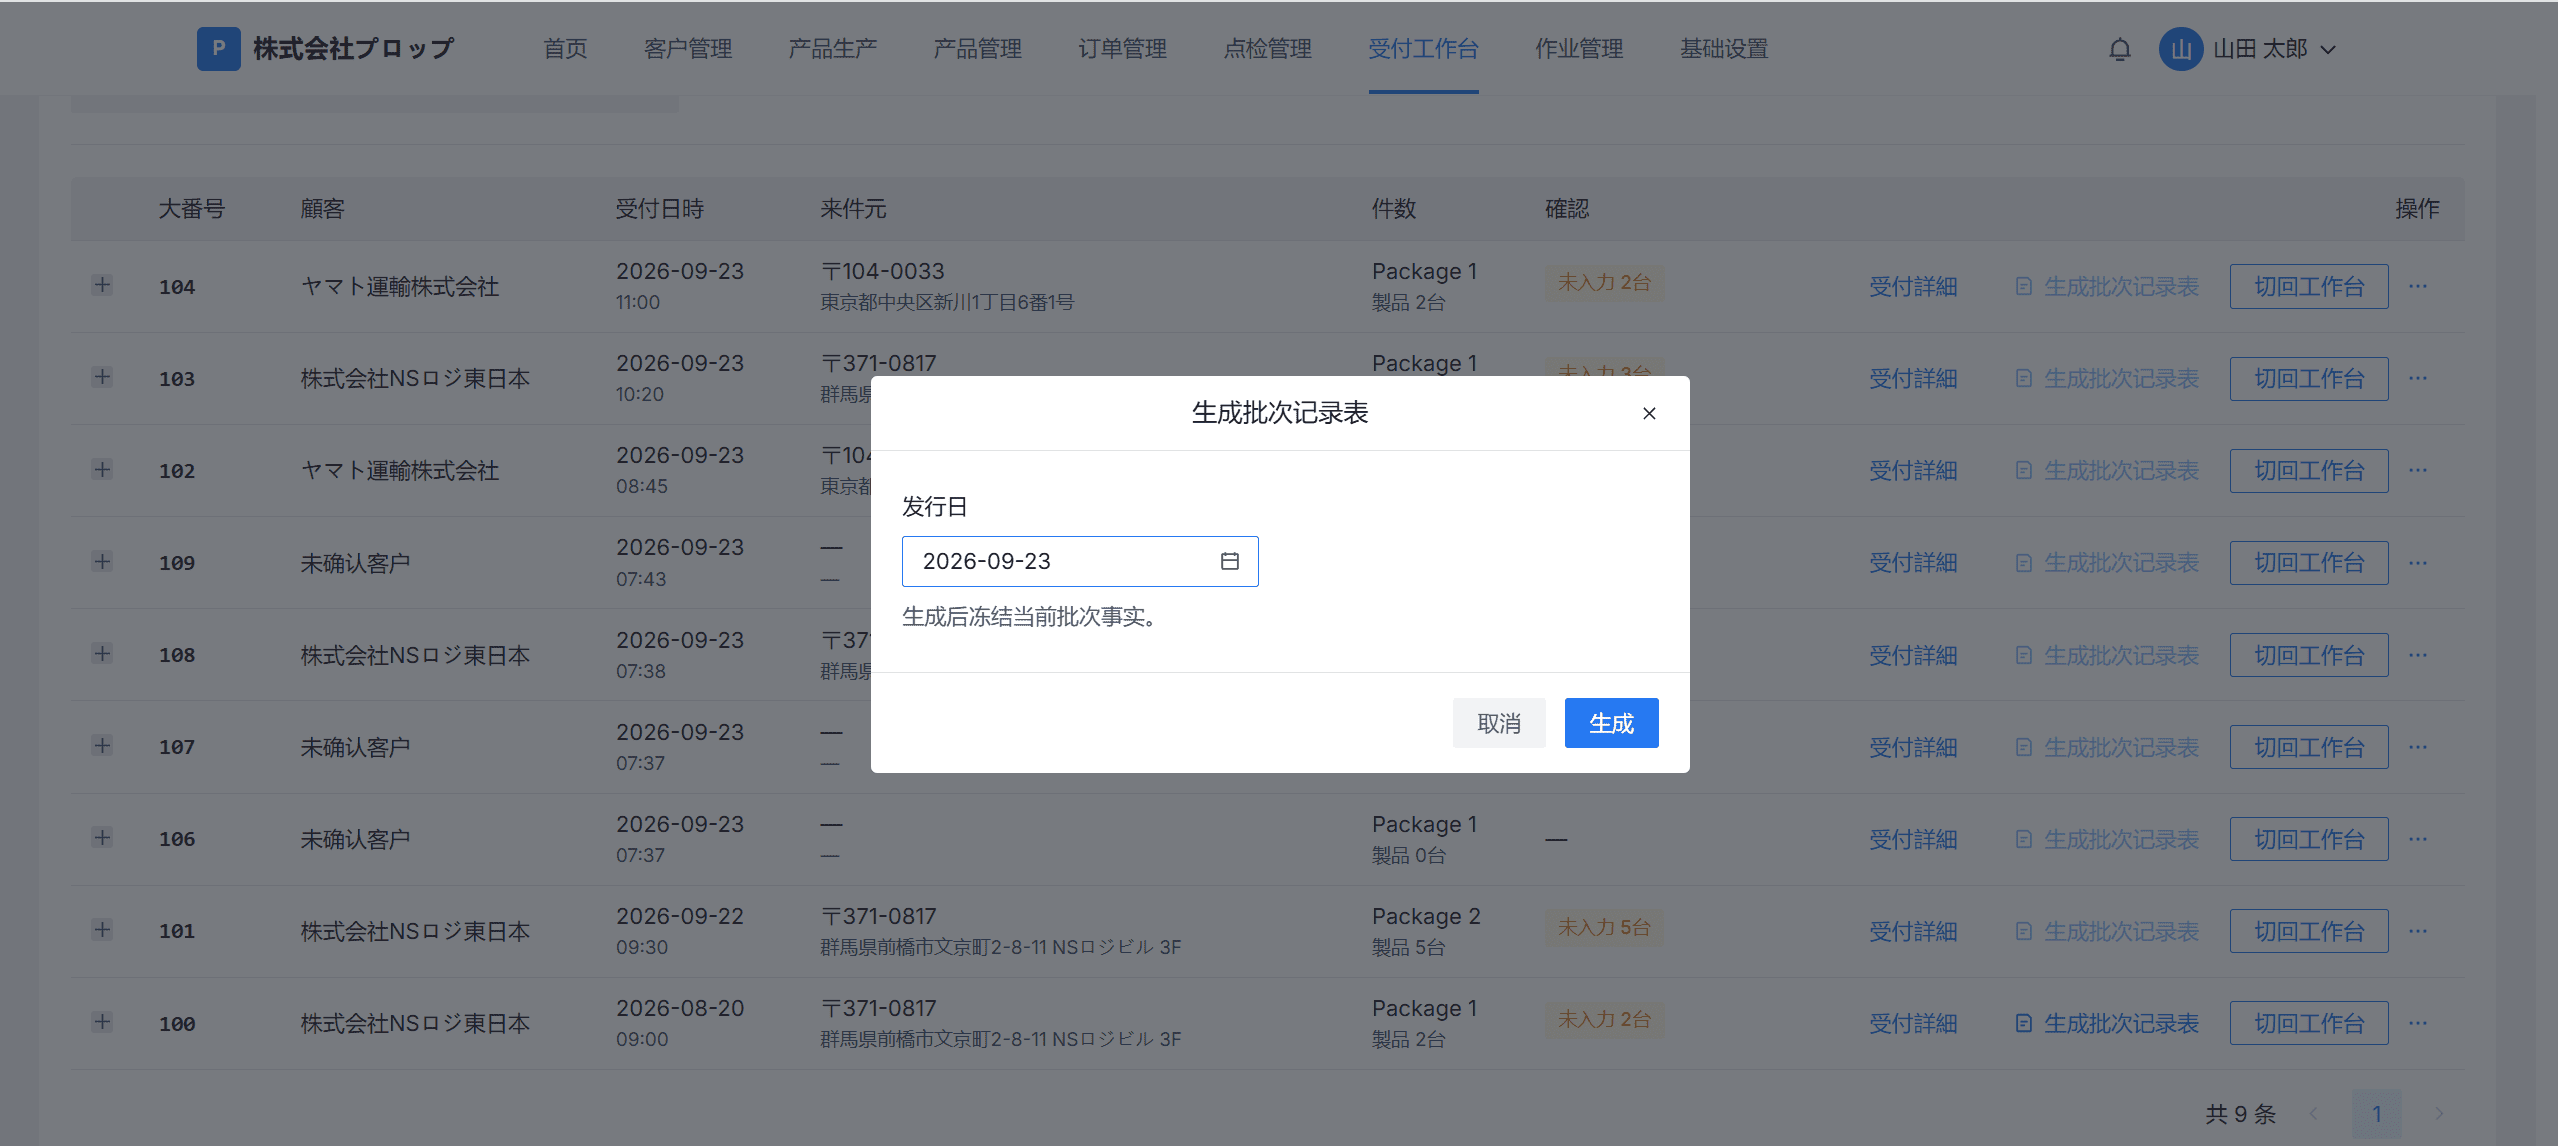 P 株式会社プロップ 首页 客户管理 产品生产 产品管理 订单管理 点检管理 受付工作台 作业管理 基础设置 山 山田 太郎
大番号 顧客 受付日時 来件元 件数 確認 操作
104 ヤマト運輸株式会社 2026-09-23 〒104-0033 Package 1 未入力 2台 受付詳細 生成批次记录表 切回工作台 ···
11:00 東京都中央区新川1丁目6番1号 製品 2台
103 株式会社NSロジ東日本 2026-09-23 〒371-0817 Package 1 未入力 3台 受付詳細 生成批次记录表 切回工作台 ···
10:20 群馬県
102 ヤマト運輸株式会社 2026-09-23 〒104 受付詳細 生成批次记录表 切回工作台 ···
08:45 東京都
109 未确认客户 2026-09-23 — 受付詳細 生成批次记录表 切回工作台 ···
07:43 —
108 株式会社NSロジ東日本 2026-09-23 〒371 受付詳細 生成批次记录表 切回工作台 ···
07:38 群馬県
107 未确认客户 2026-09-23 — 受付詳細 生成批次记录表 切回工作台 ···
07:37 —
106 未确认客户 2026-09-23 — Package 1 — 受付詳細 生成批次记录表 切回工作台 ···
07:37 — 製品 0台
101 株式会社NSロジ東日本 2026-09-22 〒371-0817 Package 2 未入力 5台 受付詳細 生成批次记录表 切回工作台 ···
09:30 群馬県前橋市文京町2-8-11 NSロジビル 3F 製品 5台
100 株式会社NSロジ東日本 2026-08-20 〒371-0817 Package 1 未入力 2台 受付詳細 生成批次记录表 切回工作台 ···
09:00 群馬県前橋市文京町2-8-11 NSロジビル 3F 製品 2台
共 9 条 1
生成批次记录表
发行日
2026-09-23
生成后冻结当前批次事实。
取消 生成